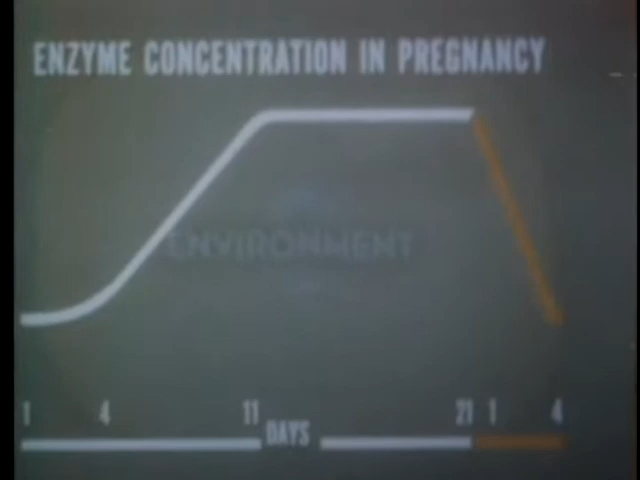 ENZYME CONCENTRATION IN PREGNANCY
ENVIRONMENT
1 4 11 21 1 4
DAYS